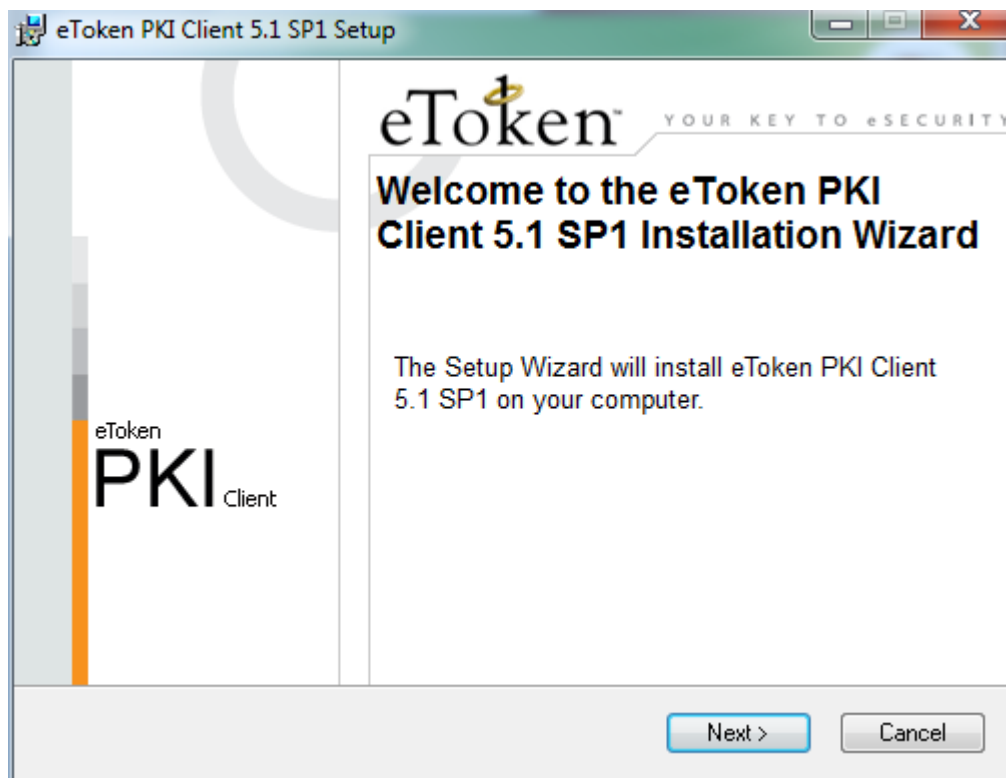 eToken PKI Client 5.1 SP1 Setup
eToken™ YOUR KEY TO eSECURITY
Welcome to the eToken PKI
Client 5.1 SP1 Installation Wizard
The Setup Wizard will install eToken PKI Client
5.1 SP1 on your computer.
eToken
PKI Client
Next >
Cancel